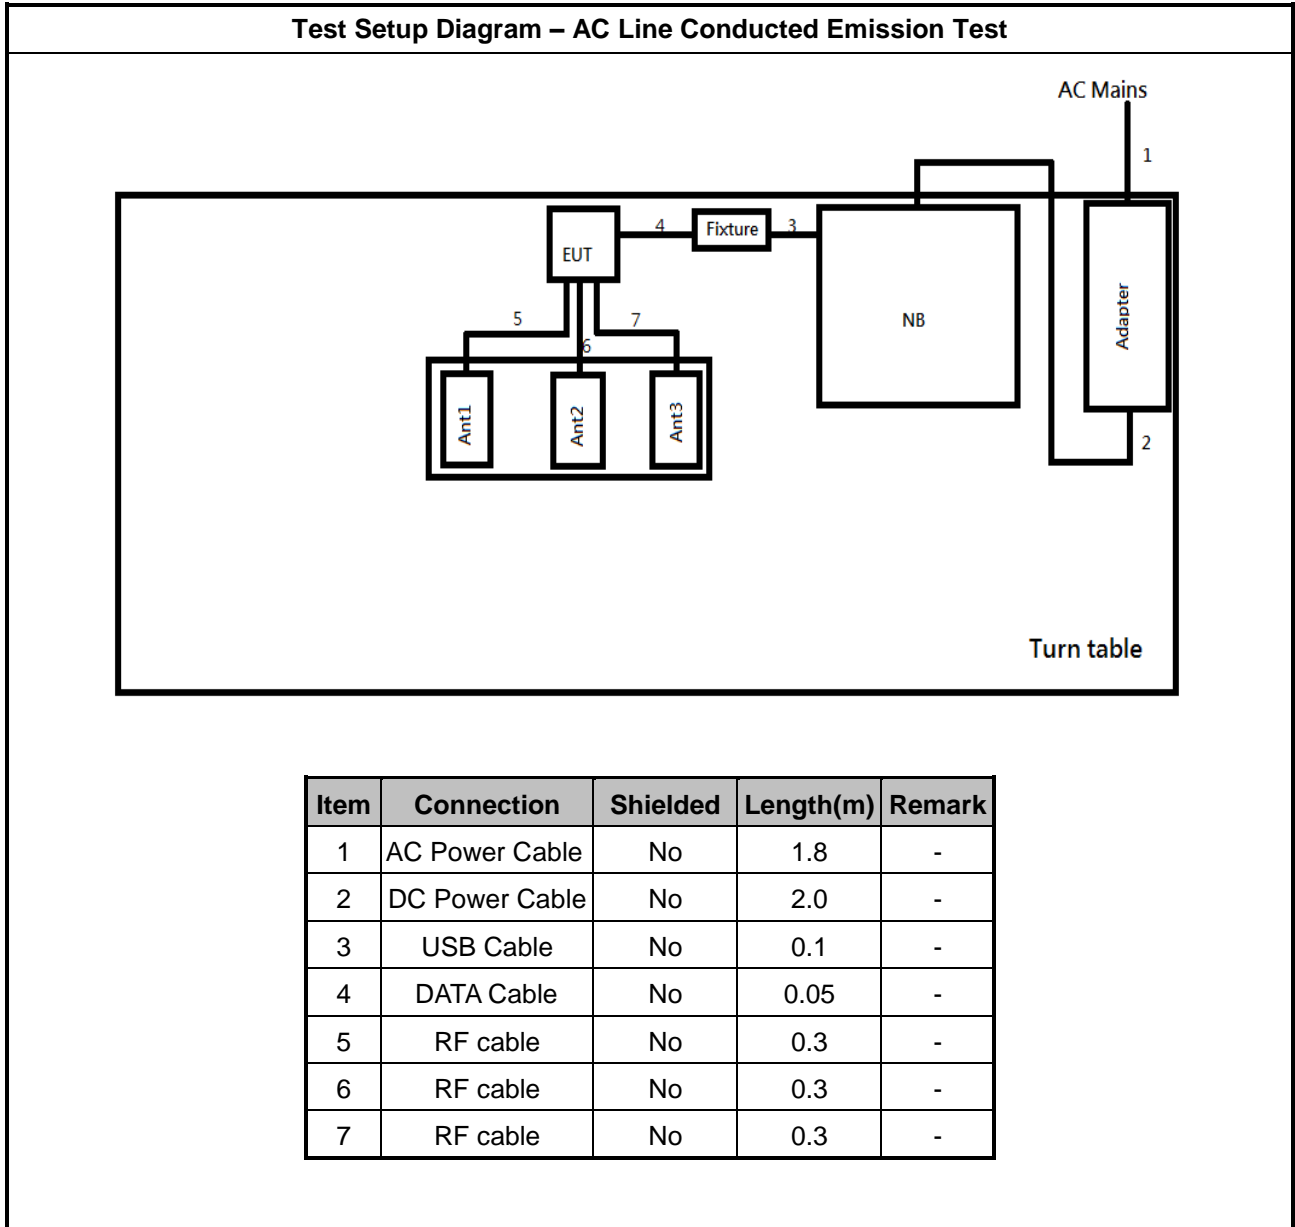 Test Setup Diagram – AC Line Conducted Emission Test
AC Mains
1
4
Fixture
3
EUT
Adapter
5
7
NB
6
Ant1
Ant2
Ant3
2
Turn table
Item Connection Shielded Length(m) Remark
1 AC Power Cable No 1.8 -
2 DC Power Cable No 2.0 -
3 USB Cable No 0.1 -
4 DATA Cable No 0.05 -
5 RF cable No 0.3 -
6 RF cable No 0.3 -
7 RF cable No 0.3 -